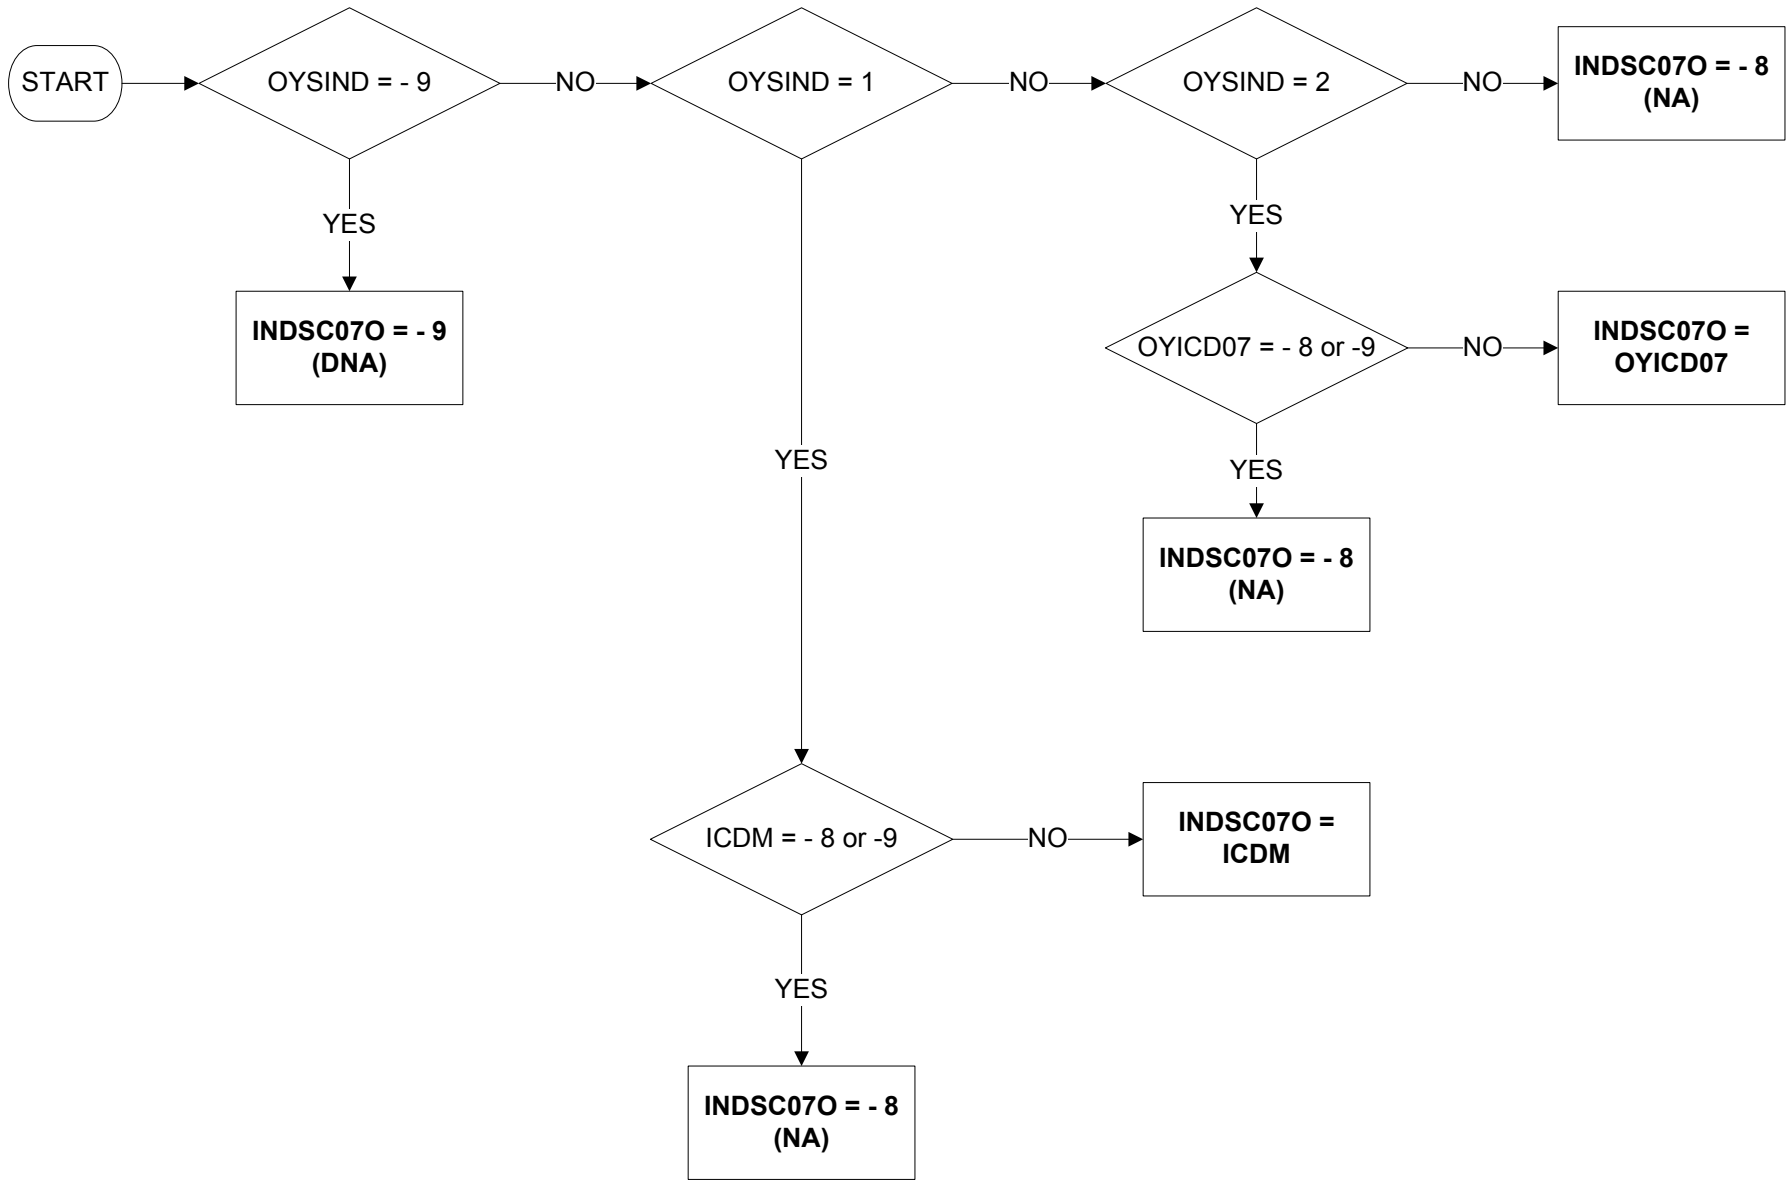 START
OYSIND = - 9
NO
OYSIND = 1
NO
OYSIND = 2
NO
INDSC07O = - 8
(NA)
YES
INDSC07O = - 9
(DNA)
YES
OYICD07 = - 8 or -9
NO
INDSC07O =
OYICD07
YES
INDSC07O = - 8
(NA)
YES
ICDM = - 8 or -9
NO
INDSC07O =
ICDM
YES
INDSC07O = - 8
(NA)